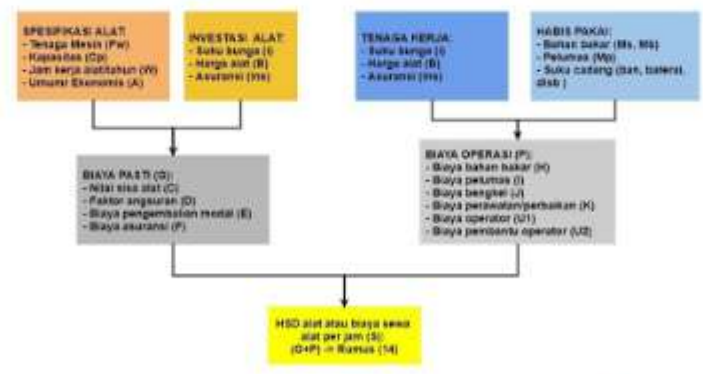 SPESIFIKASI ALAT:
- Tenaga Mesin (Pw)
- Kapasitas (Cp)
- Jam kerja alat/tahun (W)
- Umumr Ekonomis (A)
INVESTASI ALAT:
- Suku bunga (i)
- Harga alat (B)
- Asuransi (Ins)
TENAGA KERJA:
- Suku bunga (i)
- Harga alat (B)
- Asuransi (Ins)
HABIS PAKAI:
- Bahan bakar (Ms, Mb)
- Pelumas (Mp)
- Suku cadang (ban, baterai, dsb )
BIAYA PASTI (G):
- Nilai sisa alat (C)
- Faktor angsuran (D)
- Biaya pengembalian modal (E)
- Biaya asuransi (F)
BIAYA OPERASI (P):
- Biaya bahan bakar (H)
- Biaya pelumas (I)
- Biaya bengkel (J)
- Biaya perawatan/perbaikan (K)
- Biaya operator (U1)
- Biaya pembantu operator (U2)
HSD alat atau biaya sewa
alat per jam (S):
(G+P) -> Rumus (14)